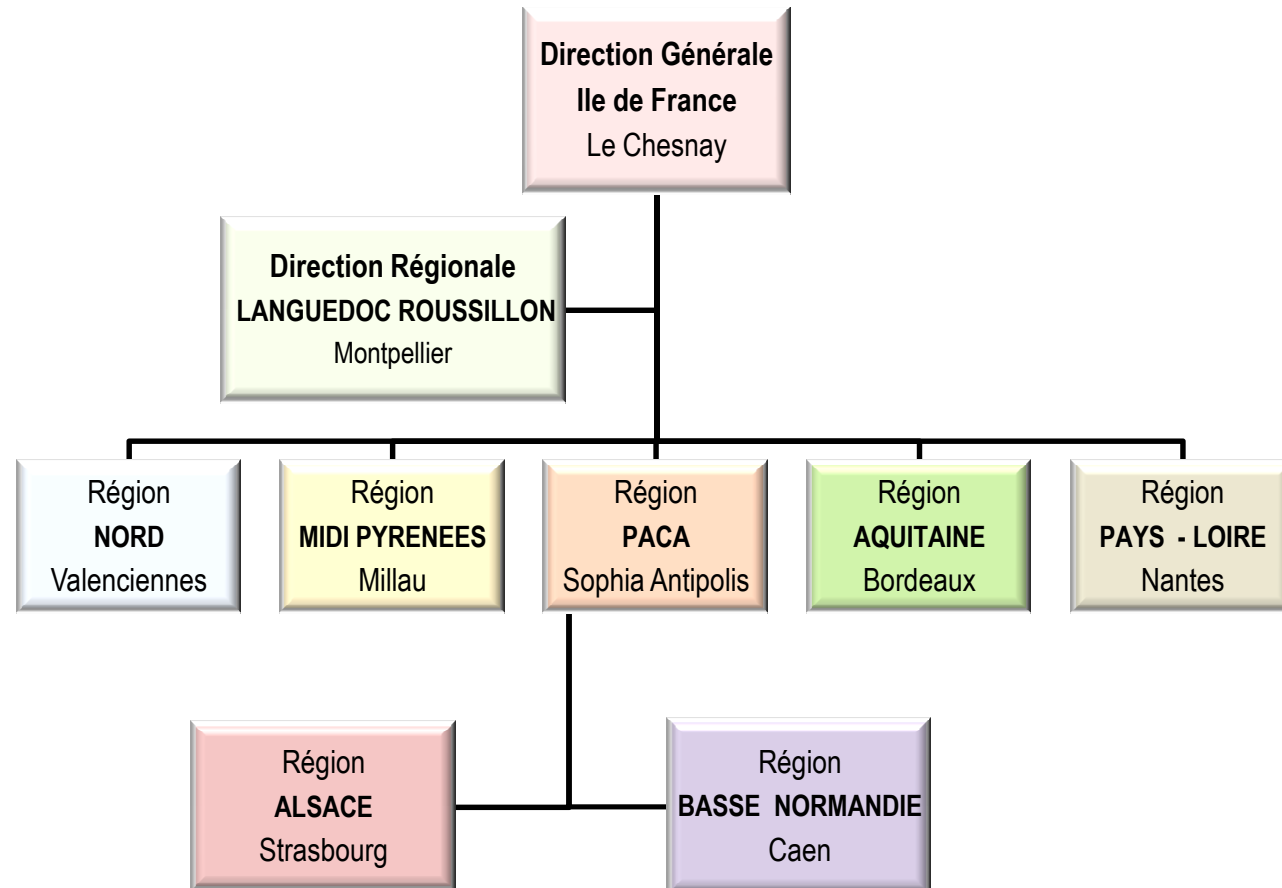 Direction Générale
Ile de France
Le Chesnay
Direction Régionale
LANGUEDOC ROUSSILLON
Montpellier
Région
NORD
Valenciennes
Région
MIDI PYRENEES
Millau
Région
PACA
Sophia Antipolis
Région
AQUITAINE
Bordeaux
Région
PAYS - LOIRE
Nantes
Région
ALSACE
Strasbourg
Région
BASSE NORMANDIE
Caen